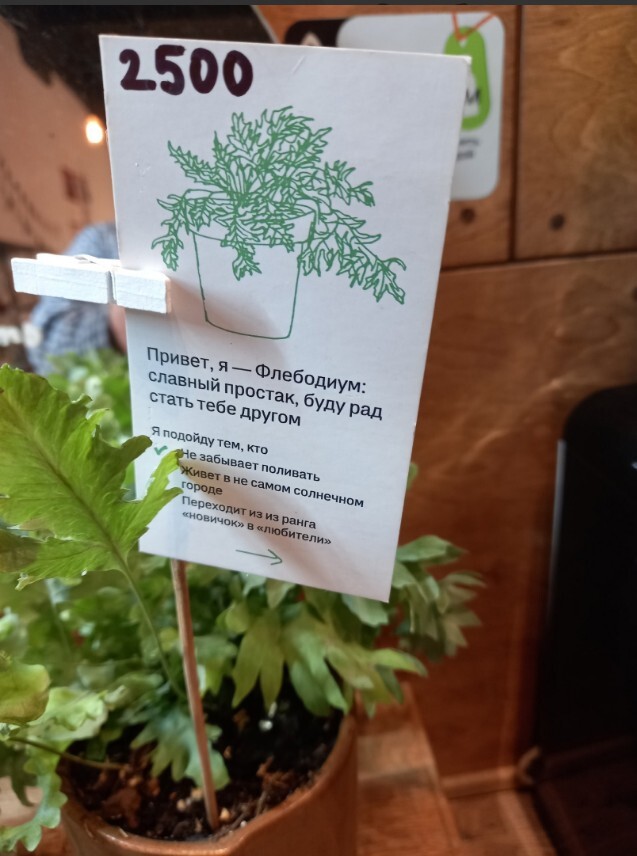 2500
Привет, я — Флебодиум:
славный простак, буду рад
стать тебе другом
Я подойду тем, кто
Не забывает поливать
Живет в не самом солнечном
городе
Переходит из из ранга
«новичок» в «любители»